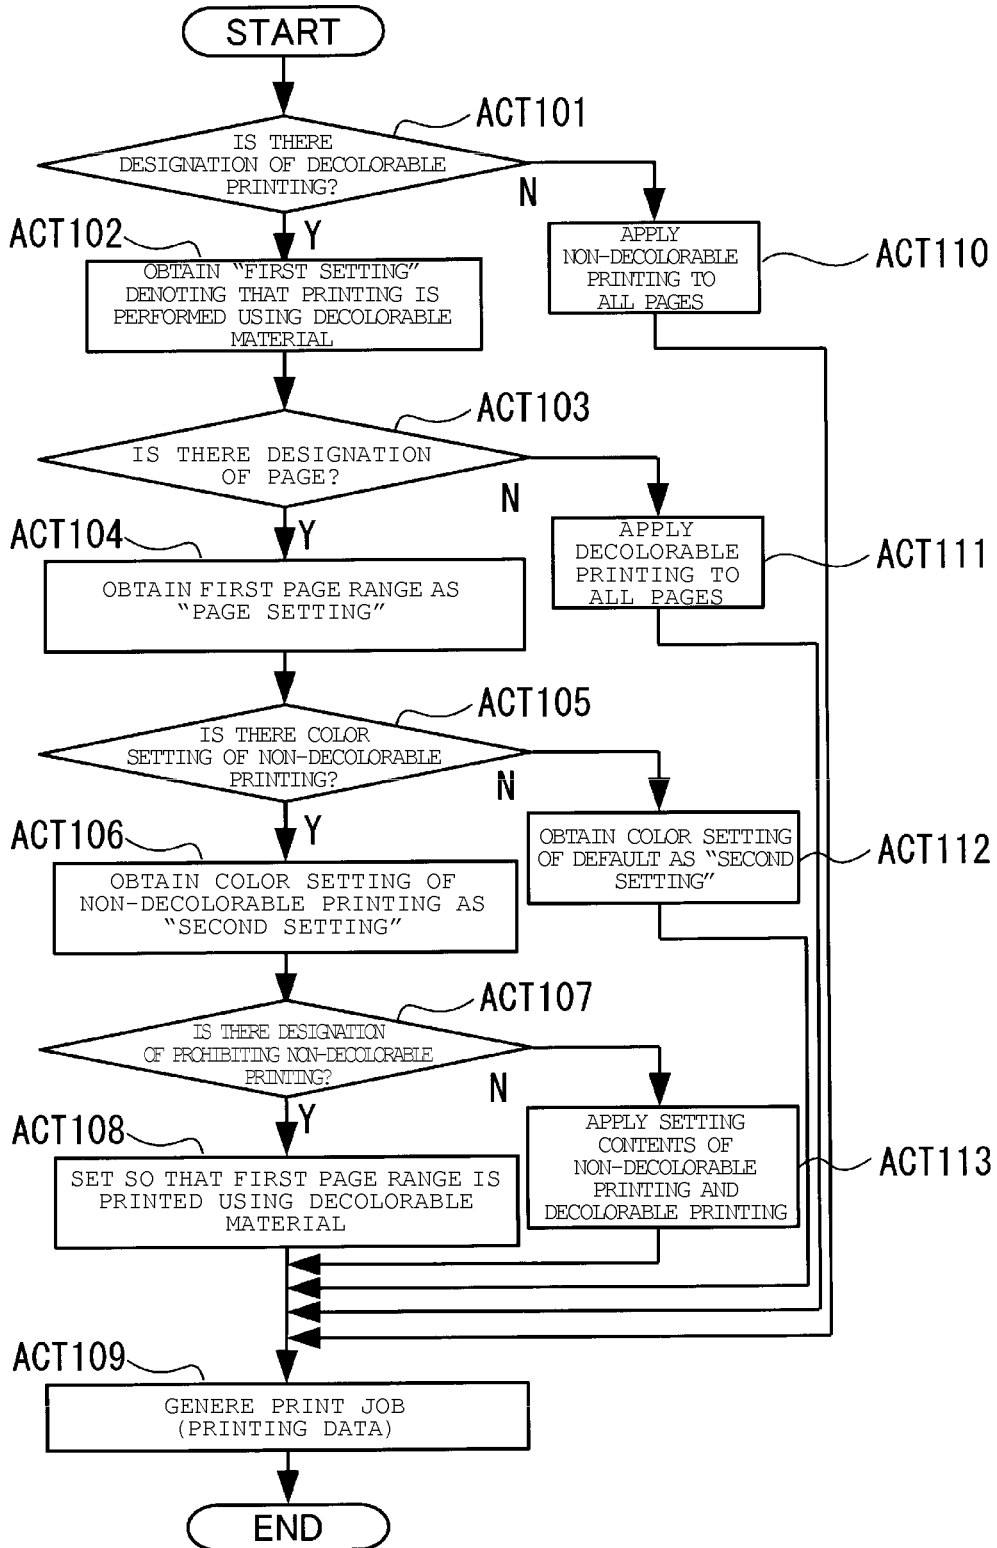 START
ACT101
IS THERE
DESIGNATION OF DECOLORABLE
PRINTING?
N
Y
ACT102
OBTAIN "FIRST SETTING"
DENOTING THAT PRINTING IS
PERFORMED USING DECOLORABLE
MATERIAL
APPLY
NON-DECOLORABLE
PRINTING TO
ALL PAGES
ACT110
ACT103
IS THERE DESIGNATION
OF PAGE?
N
Y
ACT104
OBTAIN FIRST PAGE RANGE AS
"PAGE SETTING"
APPLY
DECOLORABLE
PRINTING TO
ALL PAGES
ACT111
ACT105
IS THERE COLOR
SETTING OF NON-DECOLORABLE
PRINTING?
N
Y
ACT106
OBTAIN COLOR SETTING OF
NON-DECOLORABLE PRINTING AS
"SECOND SETTING"
OBTAIN COLOR SETTING
OF DEFAULT AS "SECOND
SETTING"
ACT112
ACT107
IS THERE DESIGNATION
OF PROHIBITING NON-DECOLORABLE
PRINTING?
N
Y
ACT108
SET SO THAT FIRST PAGE RANGE IS
PRINTED USING DECOLORABLE
MATERIAL
APPLY SETTING
CONTENTS OF
NON-DECOLORABLE
PRINTING AND
DECOLORABLE PRINTING
ACT113
ACT109
GENERE PRINT JOB
(PRINTING DATA)
END